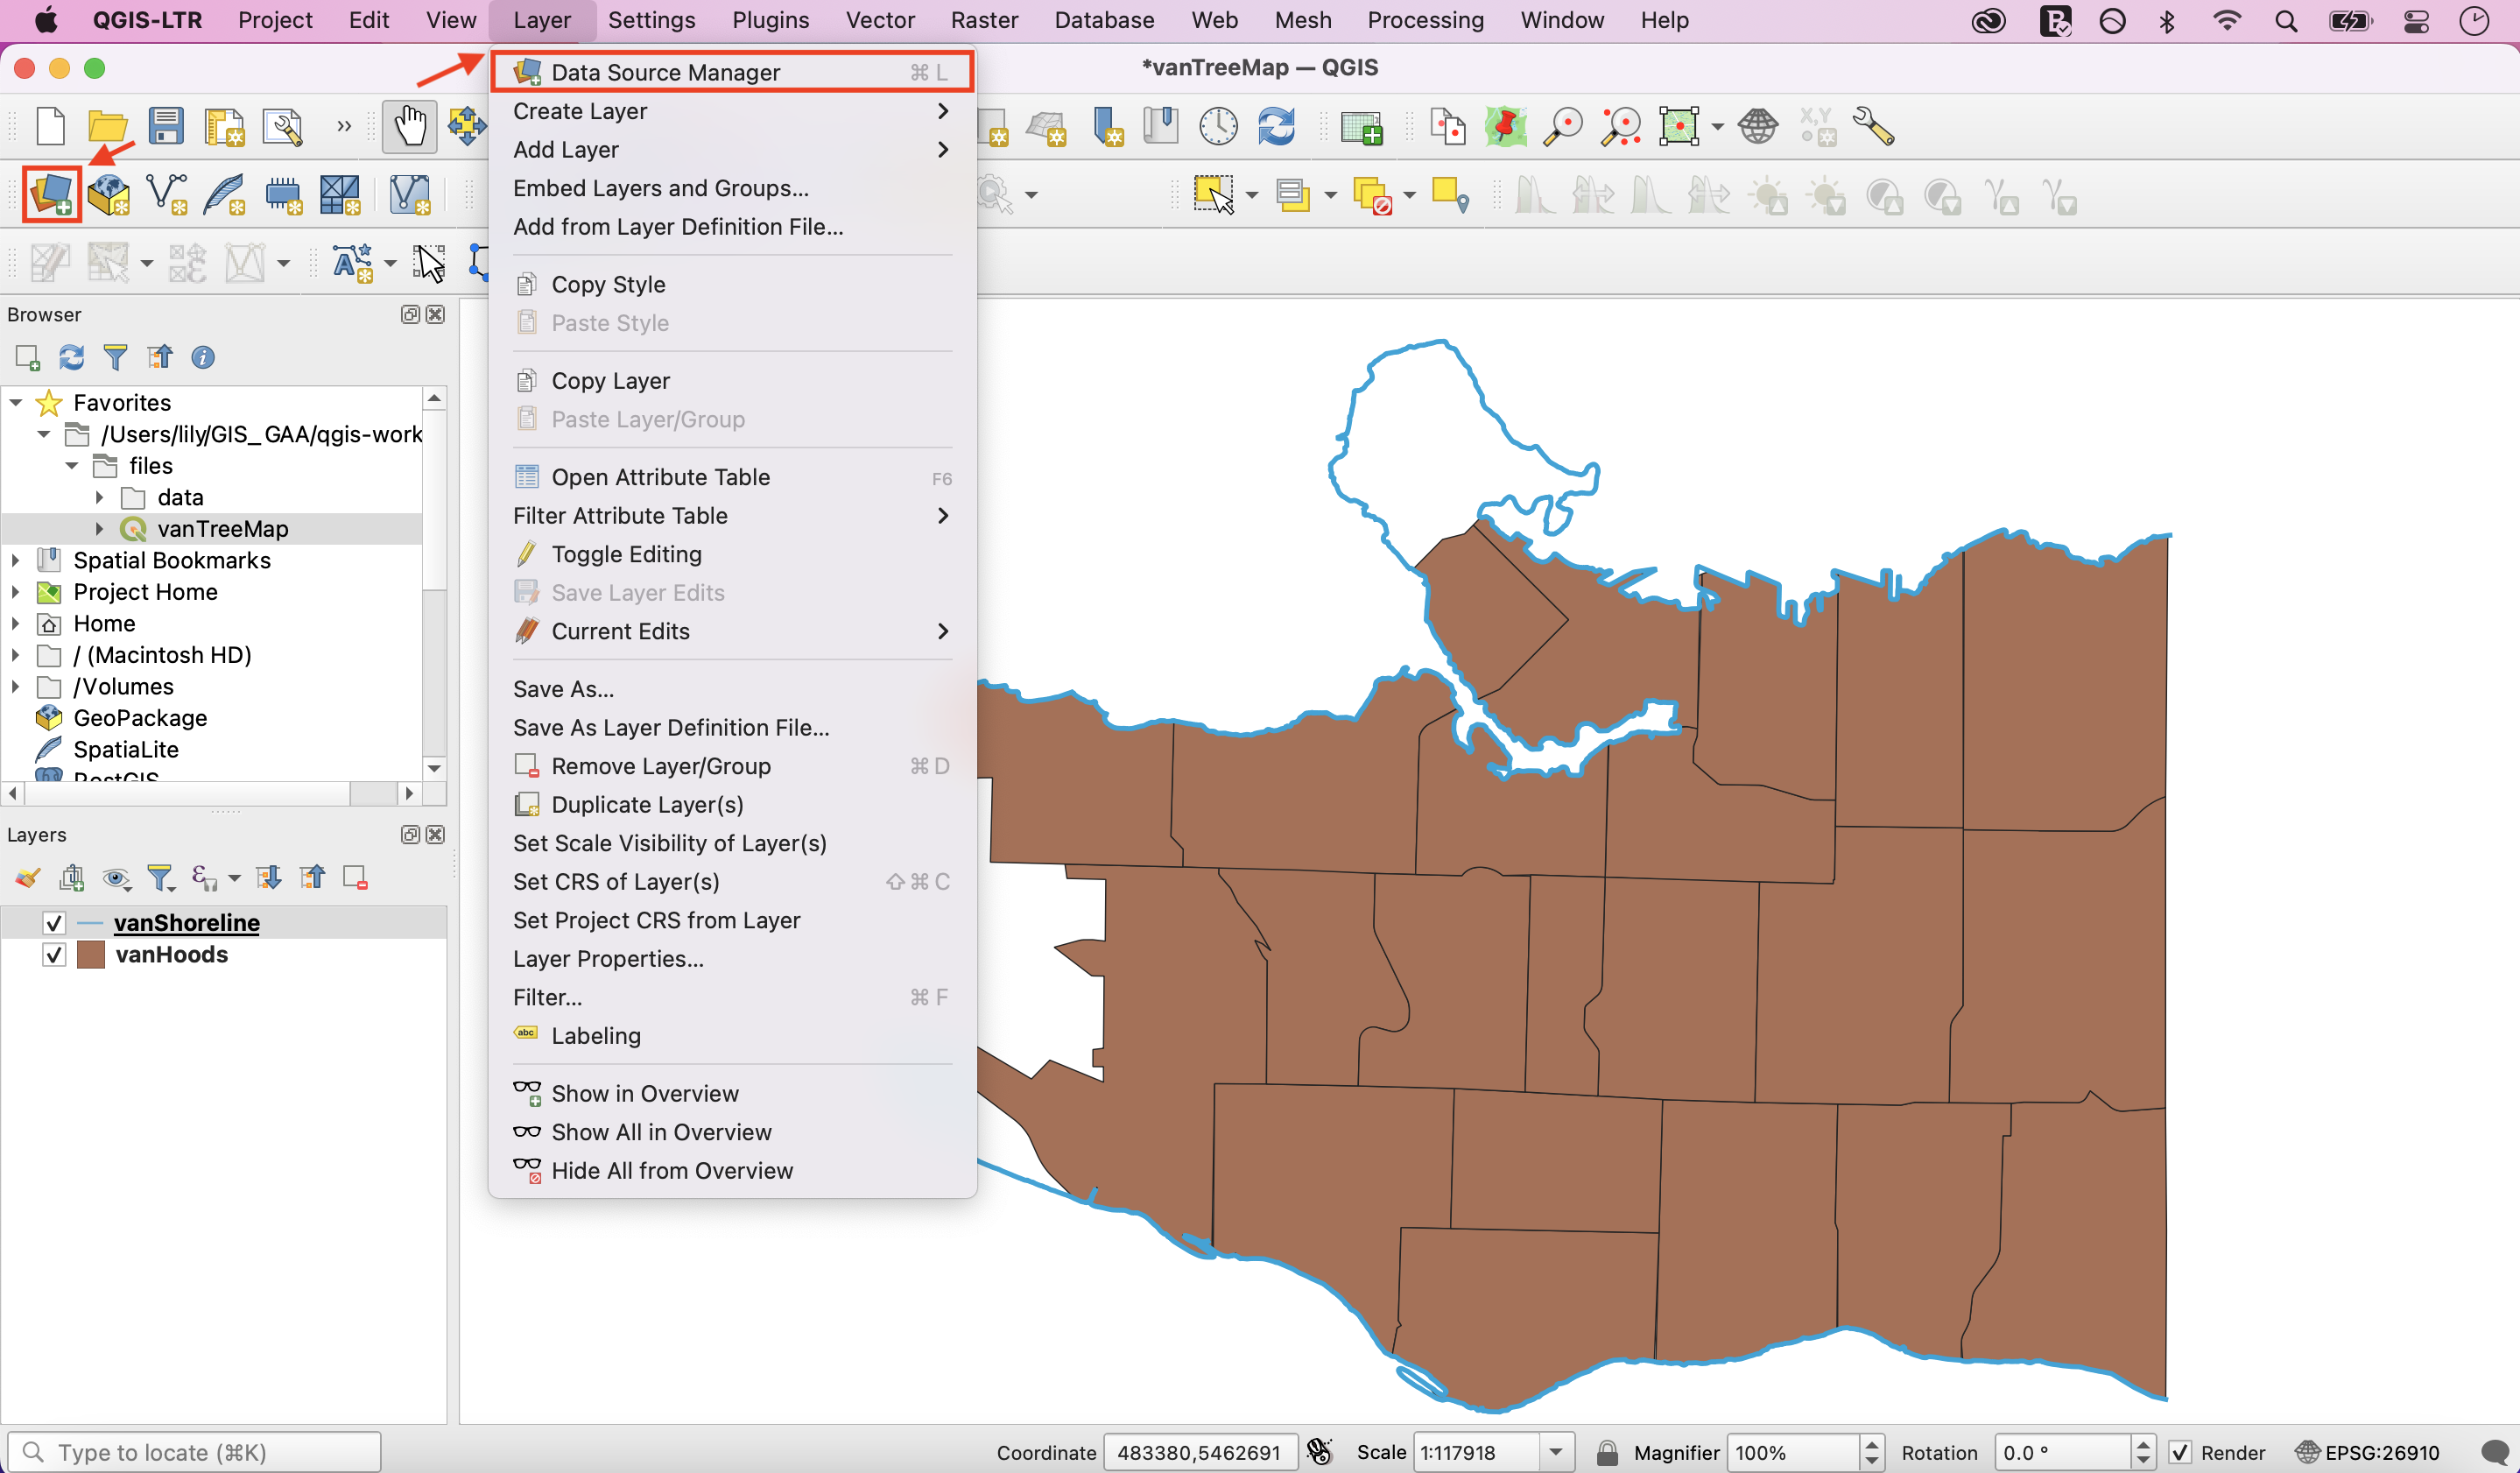 QGIS-LTR Project Edit View Layer Settings Plugins Vector Raster Database Web Mesh Processing Window Help
*vanTreeMap — QGIS
Data Source Manager ⌘ L
Create Layer
Add Layer
Embed Layers and Groups...
Add from Layer Definition File...
Copy Style
Paste Style
Copy Layer
Paste Layer/Group
Open Attribute Table F6
Filter Attribute Table
Toggle Editing
Save Layer Edits
Current Edits
Save As...
Save As Layer Definition File...
Remove Layer/Group ⌘ D
Duplicate Layer(s)
Set Scale Visibility of Layer(s)
Set CRS of Layer(s) ⇧ ⌘ C
Set Project CRS from Layer
Layer Properties...
Filter... ⌘ F
abc Labeling
Show in Overview
Show All in Overview
Hide All from Overview
X,Y
Browser
Favorites
/Users/lily/GIS_GAA/qgis-work
files
data
vanTreeMap
Spatial Bookmarks
Project Home
Home
/ (Macintosh HD)
/Volumes
GeoPackage
SpatiaLite
PostGIS
Layers
vanShoreline
vanHoods
Type to locate (⌘K)
Coordinate 483380,5462691 Scale 1:117918 Magnifier 100% Rotation 0.0 ° Render EPSG:26910